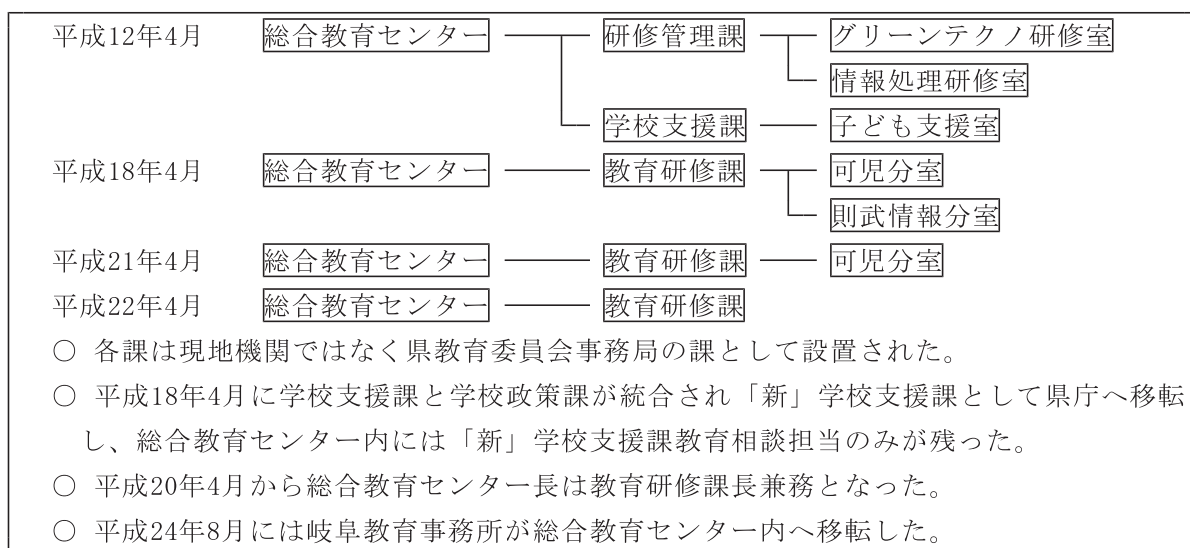 平成12年4月 総合教育センター 研修管理課 グリーンテクノ研修室
情報処理研修室
学校支援課 子ども支援室
平成18年4月 総合教育センター 教育研修課 可児分室
則武情報分室
平成21年4月 総合教育センター 教育研修課 可児分室
平成22年4月 総合教育センター 教育研修課
○ 各課は現地機関ではなく県教育委員会事務局の課として設置された。
○ 平成18年4月に学校支援課と学校政策課が統合され「新」学校支援課として県庁へ移転
し、総合教育センター内には「新」学校支援課教育相談担当のみが残った。
○ 平成20年4月から総合教育センター長は教育研修課長兼務となった。
○ 平成24年8月には岐阜教育事務所が総合教育センター内へ移転した。